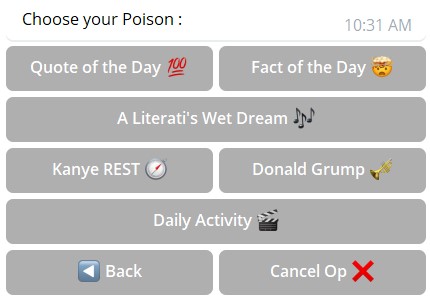 Choose your Poison :
10:31 AM
Quote of the Day 💯
Fact of the Day 🤯
A Literati's Wet Dream 🎶
Kanye REST 🧭
Donald Grump 🎺
Daily Activity 🎬
◀️ Back
Cancel Op ❌